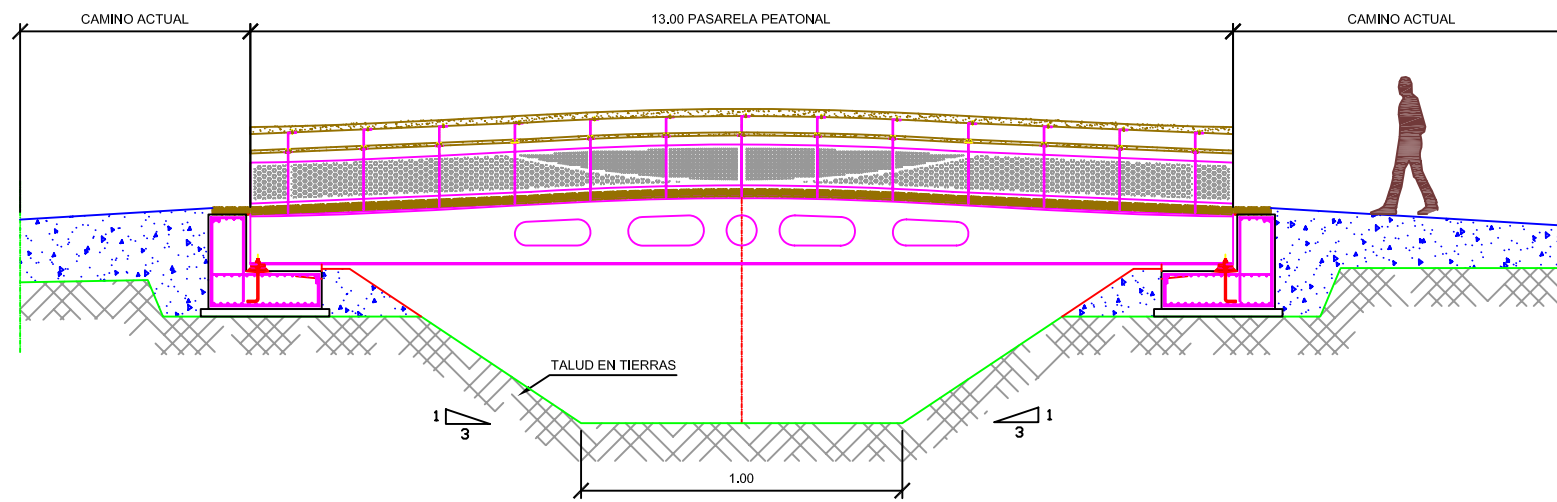 CAMINO ACTUAL
13.00 PASARELA PEATONAL
CAMINO ACTUAL
TALUD EN TIERRAS
1
3
1
3
1.00